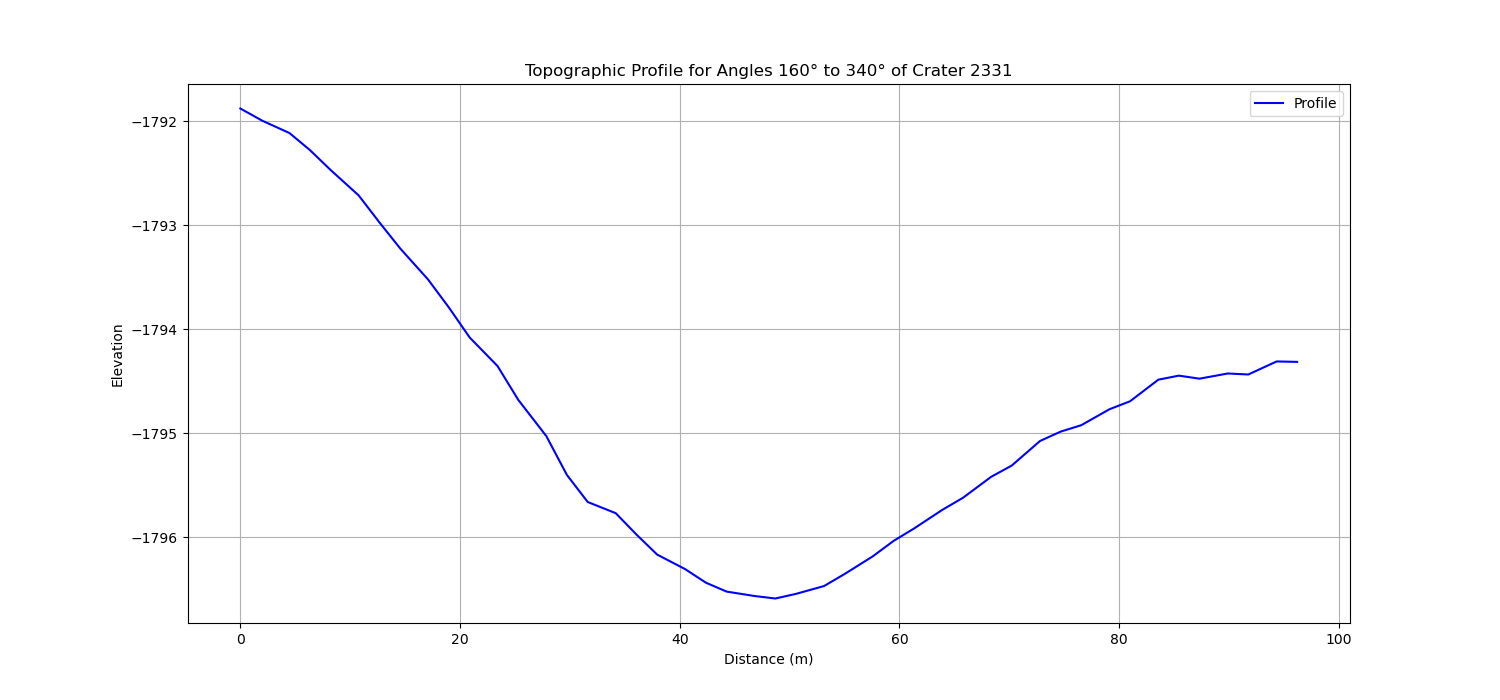 Topographic Profile for Angles 160° to 340° of Crater 2331
Profile
−1792
−1793
−1794
−1795
−1796
Elevation
0 20 40 60 80 100
Distance (m)